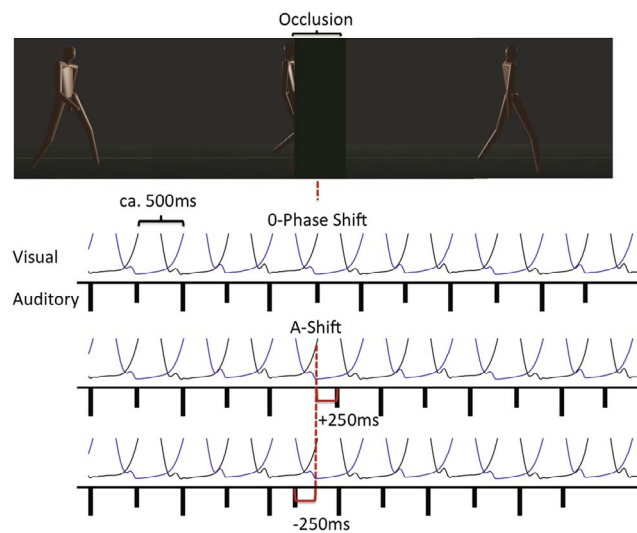 Occlusion
ca. 500ms
0-Phase Shift
Visual
Auditory
A-Shift
+250ms
-250ms